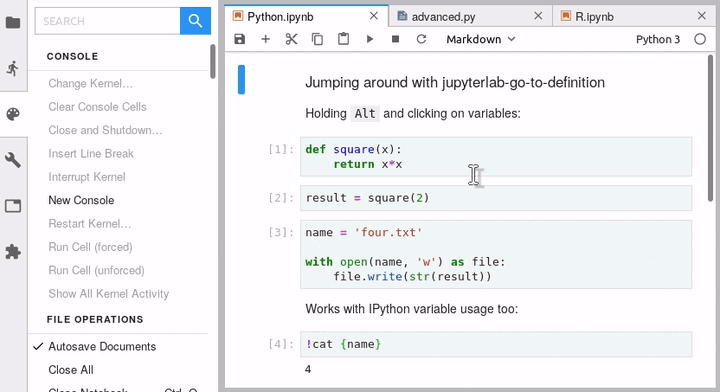 SEARCH
CONSOLE
Change Kernel…
Clear Console Cells
Close and Shutdown…
Insert Line Break
Interrupt Kernel
New Console
Restart Kernel…
Run Cell (forced)
Run Cell (unforced)
Show All Kernel Activity
FILE OPERATIONS
Autosave Documents
Close All
Python.ipynb
advanced.py
R.ipynb
Markdown
Python 3
Jumping around with jupyterlab-go-to-definition
Holding Alt and clicking on variables:
[1]: def square(x):
return x*x
[2]: result = square(2)
[3]: name = 'four.txt'
with open(name, 'w') as file:
file.write(str(result))
Works with IPython variable usage too:
[4]: !cat {name}
4